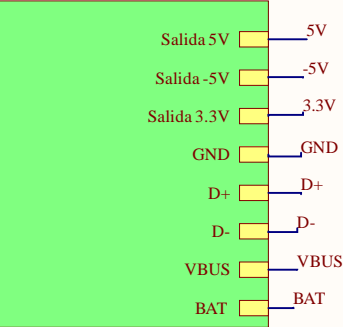 Salida 5V 5V
Salida -5V -5V
Salida 3.3V 3.3V
GND GND
D+ D+
D- D-
VBUS VBUS
BAT BAT